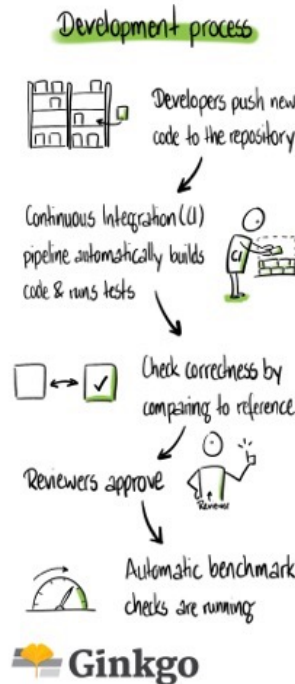 Development process
Developers push new
code to the repository
Continuous Integration (CI)
pipeline automatically builds
code & runs tests
CI
Check correctness by
comparing to reference
Reviewers approve
Reviewer
Automatic benchmark
checks are running
Ginkgo